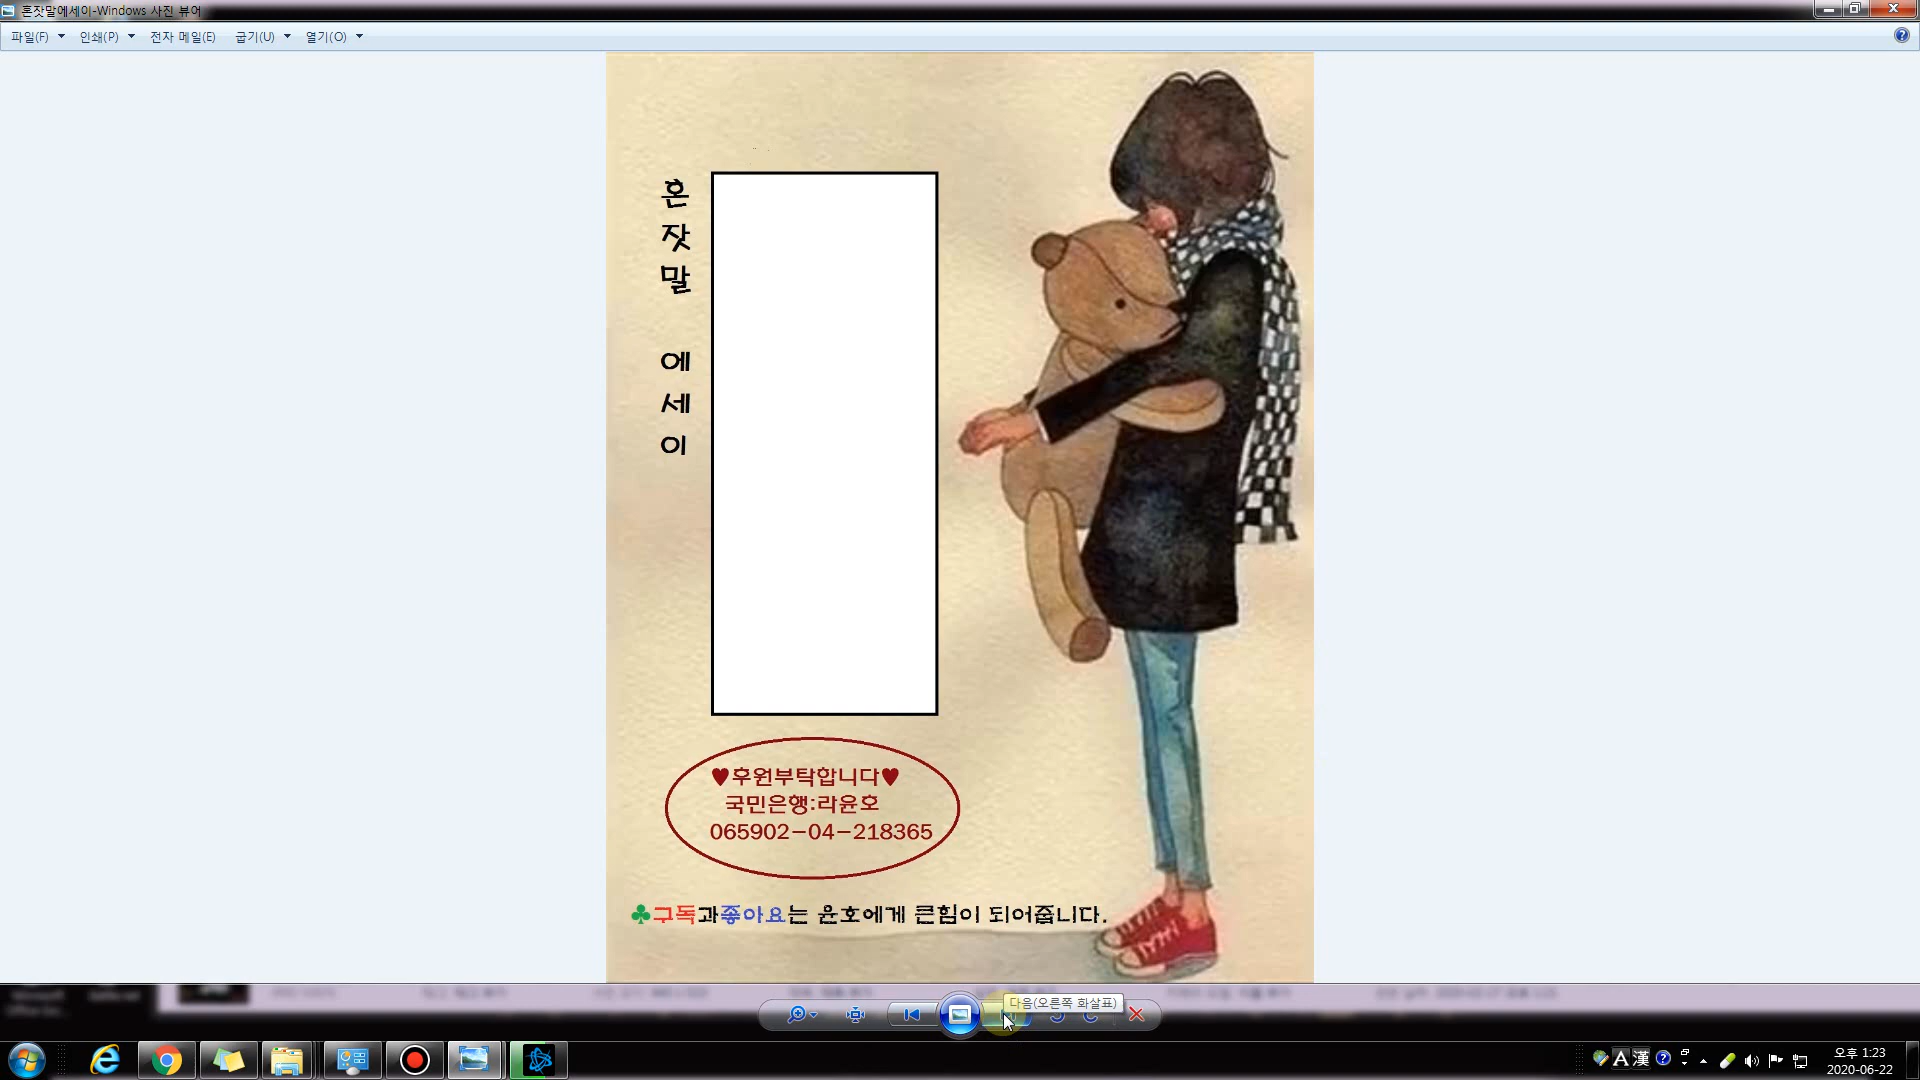 혼잣말에세이-Windows 사진 뷰어
파일(F) 인쇄(P) 전자 메일(E) 굽기(U) 열기(O)
혼잣말 에세이
♥후원부탁합니다♥
국민은행:라윤호
065902-04-218365
♣구독과좋아요는 윤호에게 큰힘이 되어줍니다.
다음(오른쪽 화살표)
A 漢
오후 1:23
2020-06-22